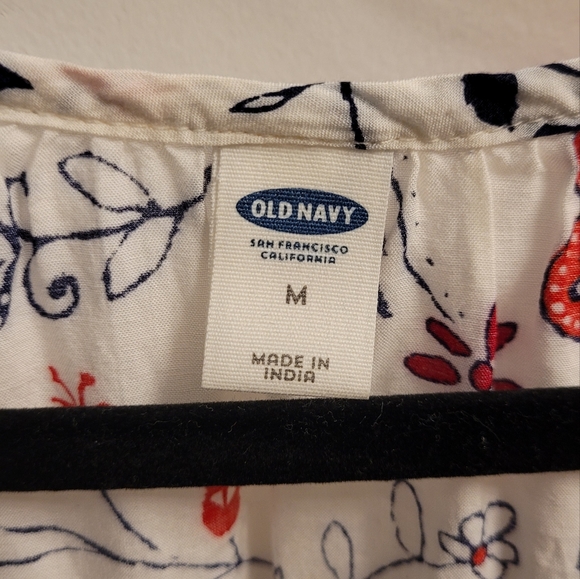 OLD NAVY
SAN FRANCISCO
CALIFORNIA
M
MADE IN
INDIA